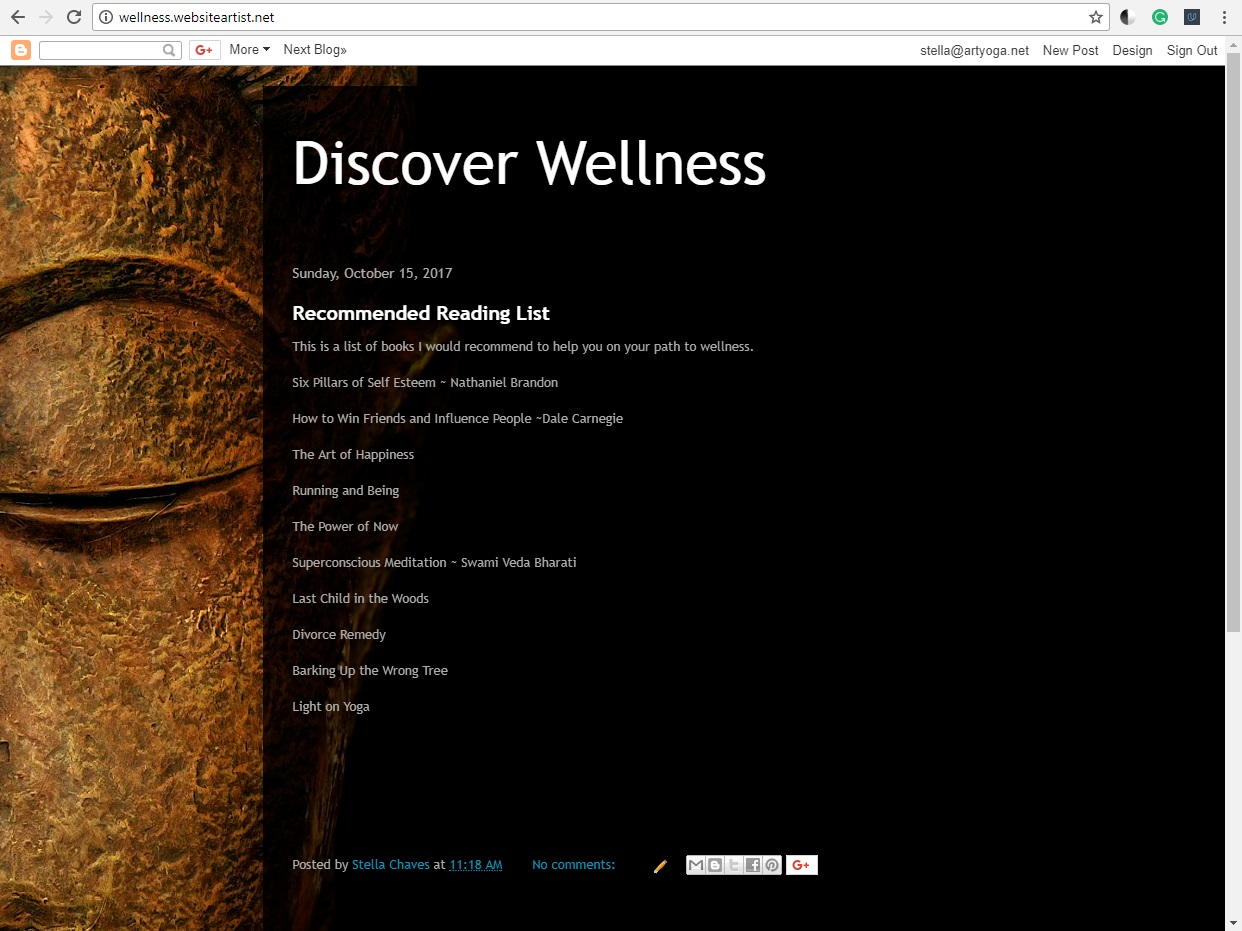 wellness.websiteartist.net
G+ More Next Blog» stella@artyoga.net New Post Design Sign Out
Discover Wellness
Sunday, October 15, 2017
Recommended Reading List
This is a list of books I would recommend to help you on your path to wellness.
Six Pillars of Self Esteem ~ Nathaniel Brandon
How to Win Friends and Influence People ~Dale Carnegie
The Art of Happiness
Running and Being
The Power of Now
Superconscious Meditation ~ Swami Veda Bharati
Last Child in the Woods
Divorce Remedy
Barking Up the Wrong Tree
Light on Yoga
Posted by Stella Chaves at 11:18 AM No comments: G+